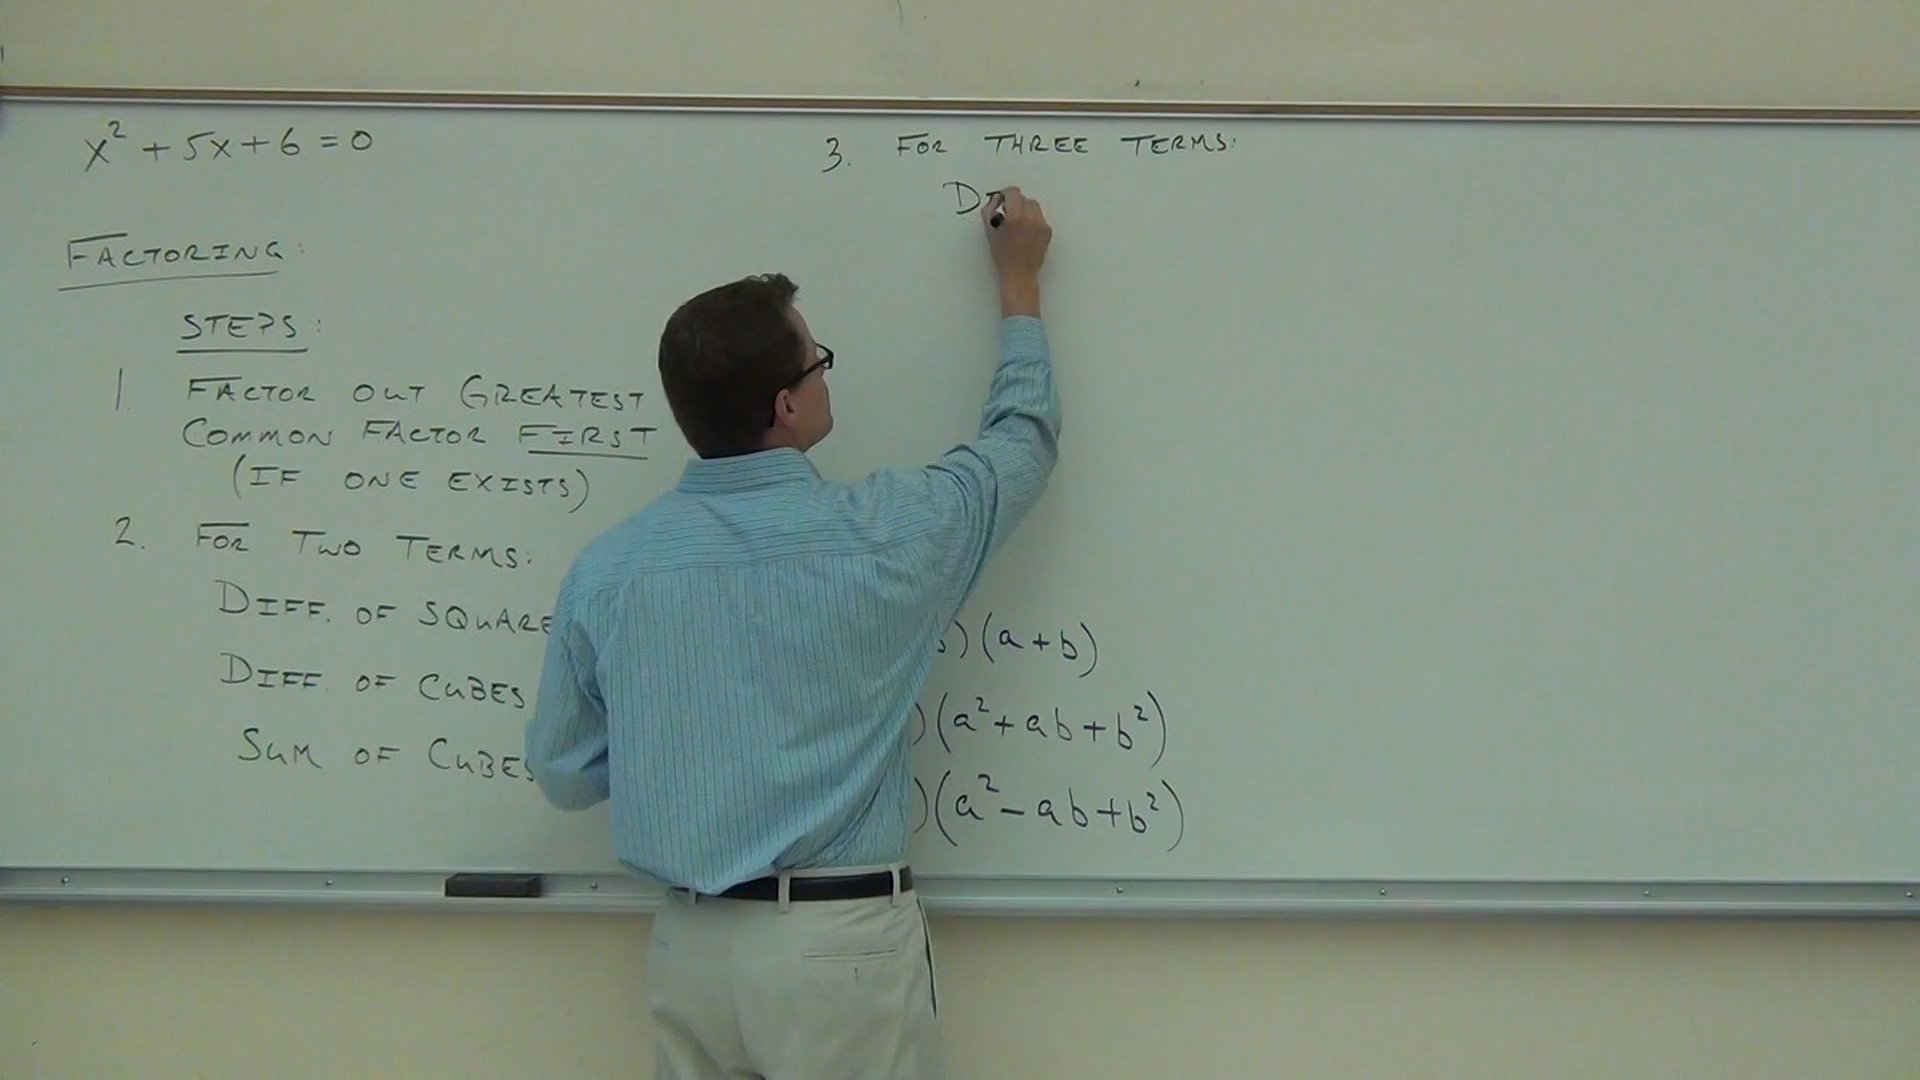 x² + 5x + 6 = 0
FACTORING:
STEPS:
1. FACTOR OUT GREATEST
COMMON FACTOR FIRST
(IF ONE EXISTS)
2. FOR TWO TERMS:
DIFF. OF SQUARE
)(a + b)
DIFF. OF CUBES
)(a² + ab + b²)
SUM OF CUBES
)(a² - ab + b²)
3. FOR THREE TERMS:
D